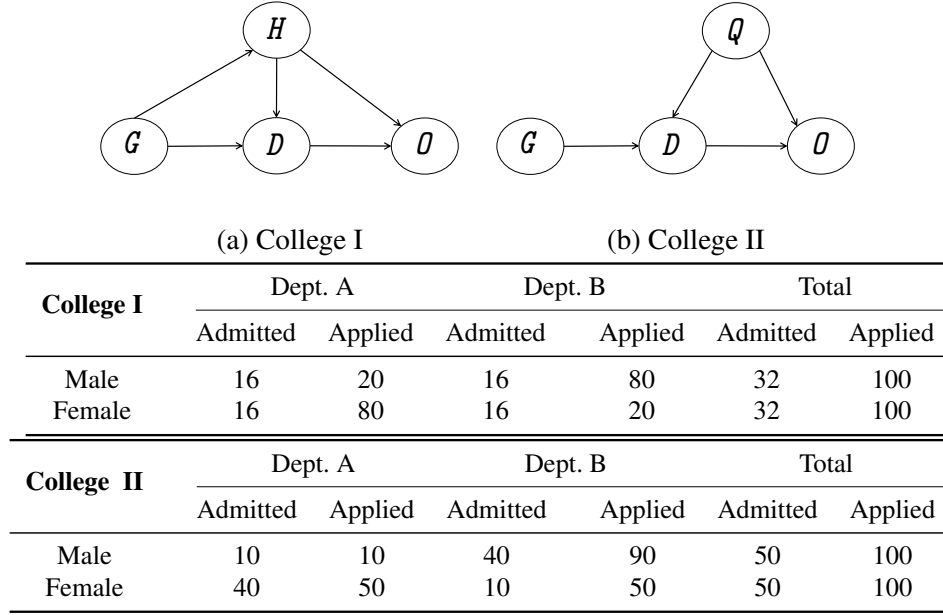 H
G D O
Q
G D O
(a) College I
(b) College II
College I Dept. A Dept. B Total
Admitted Applied Admitted Applied Admitted Applied
Male 16 20 16 80 32 100
Female 16 80 16 20 32 100
College II Dept. A Dept. B Total
Admitted Applied Admitted Applied Admitted Applied
Male 10 10 40 90 50 100
Female 40 50 10 50 50 100